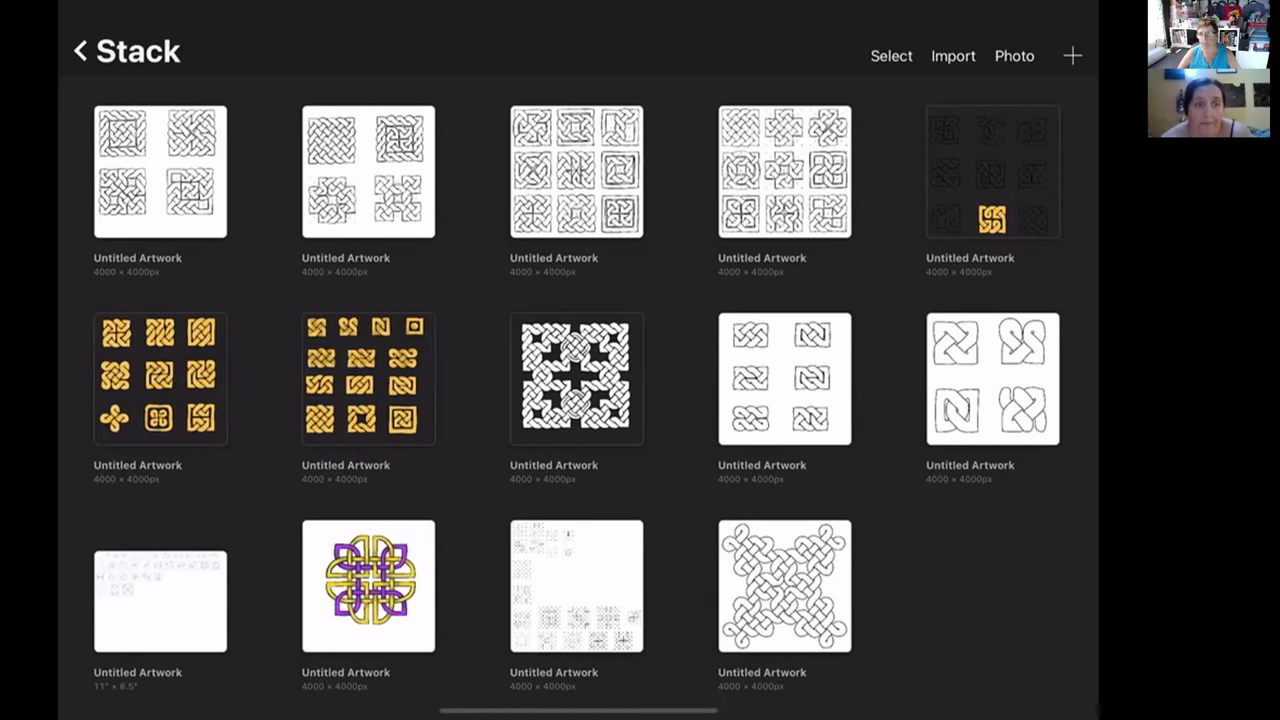 Stack
Select Import Photo
Untitled Artwork Untitled Artwork Untitled Artwork Untitled Artwork Untitled Artwork
4000 × 4000px 4000 × 4000px 4000 × 4000px 4000 × 4000px 4000 × 4000px
Untitled Artwork Untitled Artwork Untitled Artwork Untitled Artwork Untitled Artwork
4000 × 4000px 4000 × 4000px 4000 × 4000px 4000 × 4000px 4000 × 4000px
Untitled Artwork Untitled Artwork Untitled Artwork Untitled Artwork
11" × 8.5" 4000 × 4000px 4000 × 4000px 4000 × 4000px